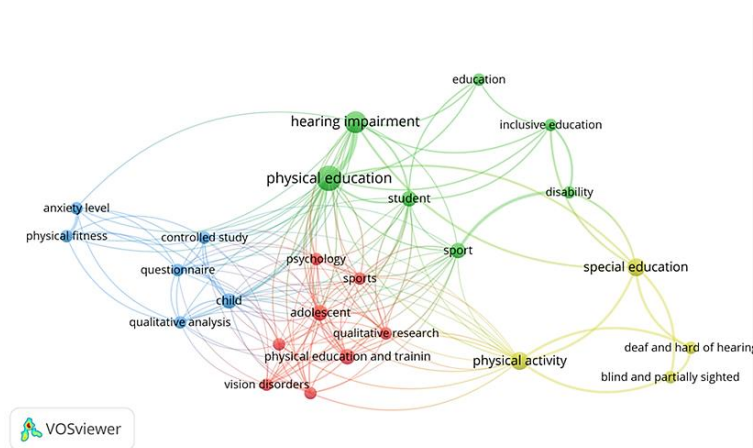 education
hearing impairment
inclusive education
physical education
student
disability
anxiety level
physical fitness
controlled study
sport
psychology
special education
questionnaire
sports
child
adolescent
qualitative analysis
qualitative research
deaf and hard of hearing
physical education and trainin
physical activity
blind and partially sighted
vision disorders
VOSviewer